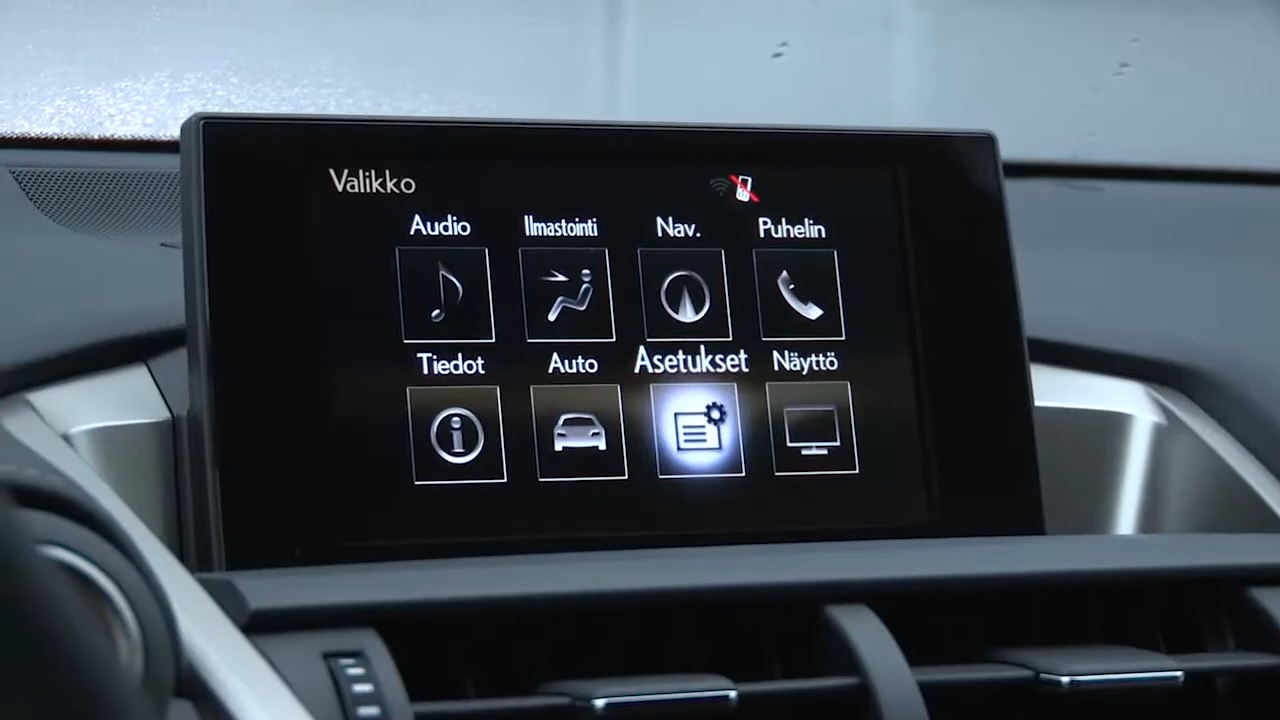 Valikko
Audio Ilmastointi Nav. Puhelin
Tiedot Auto Asetukset Näyttö